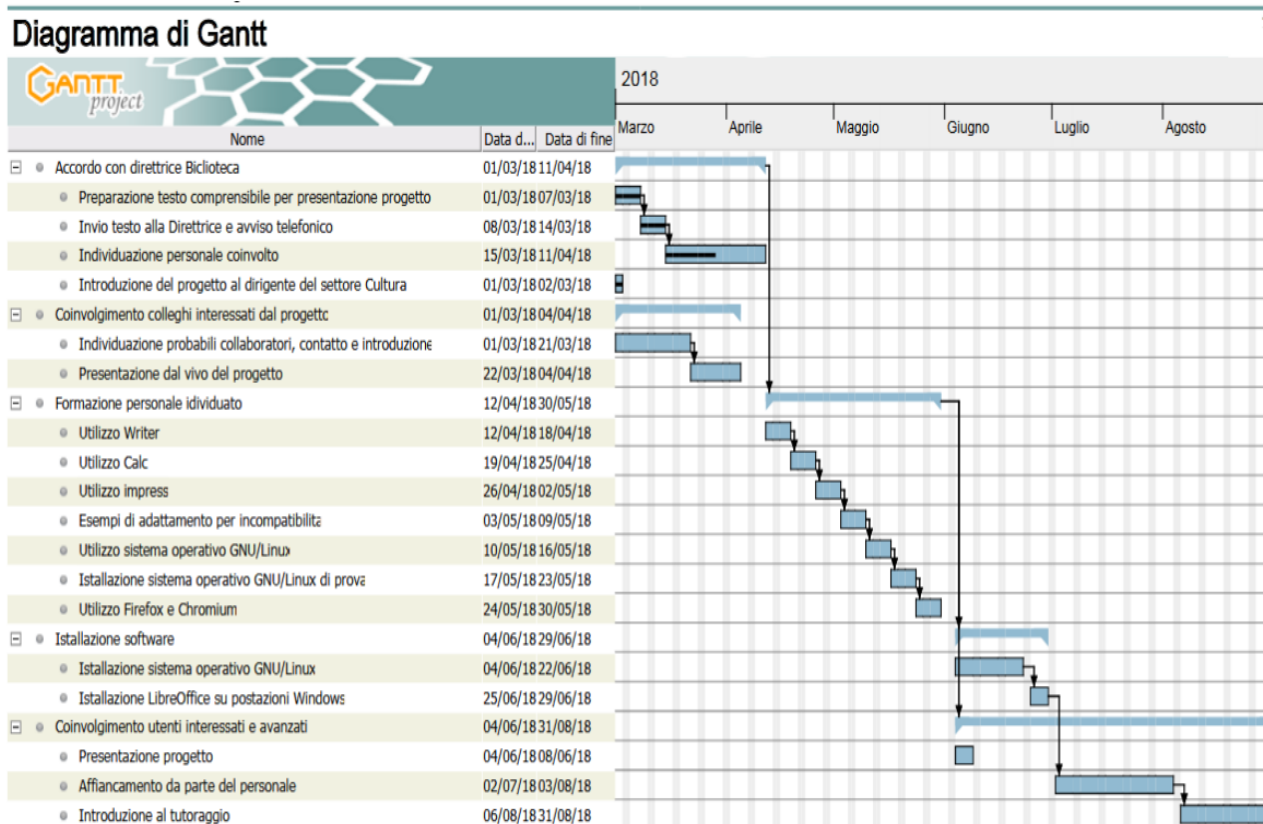 Diagramma di Gantt
GANTT
project
2018
Marzo Aprile Maggio Giugno Luglio Agosto
Nome Data d... Data di fine
Accordo con direttrice Biclioteca 01/03/18 11/04/18
Preparazione testo comprensibile per presentazione progetto 01/03/18 07/03/18
Invio testo alla Direttrice e avviso telefonico 08/03/18 14/03/18
Individuazione personale coinvolto 15/03/18 11/04/18
Introduzione del progetto al dirigente del settore Cultura 01/03/18 02/03/18
Coinvolgimento colleghi interessati dal progetto 01/03/18 04/04/18
Individuazione probabili collaboratori, contatto e introduzione 01/03/18 21/03/18
Presentazione dal vivo del progetto 22/03/18 04/04/18
Formazione personale idividuato 12/04/18 30/05/18
Utilizzo Writer 12/04/18 18/04/18
Utilizzo Calc 19/04/18 25/04/18
Utilizzo impress 26/04/18 02/05/18
Esempi di adattamento per incompatibilita 03/05/18 09/05/18
Utilizzo sistema operativo GNU/Linux 10/05/18 16/05/18
Istallazione sistema operativo GNU/Linux di prova 17/05/18 23/05/18
Utilizzo Firefox e Chromium 24/05/18 30/05/18
Istallazione software 04/06/18 29/06/18
Istallazione sistema operativo GNU/Linux 04/06/18 22/06/18
Istallazione LibreOffice su postazioni Windows 25/06/18 29/06/18
Coinvolgimento utenti interessati e avanzati 04/06/18 31/08/18
Presentazione progetto 04/06/18 08/06/18
Affiancamento da parte del personale 02/07/18 03/08/18
Introduzione al tutoraggio 06/08/18 31/08/18